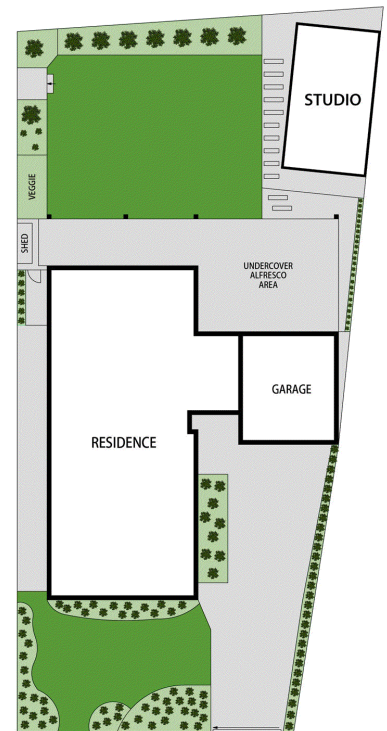 STUDIO
VEGGIE
SHED
UNDERCOVER
ALFRESCO
AREA
GARAGE
RESIDENCE